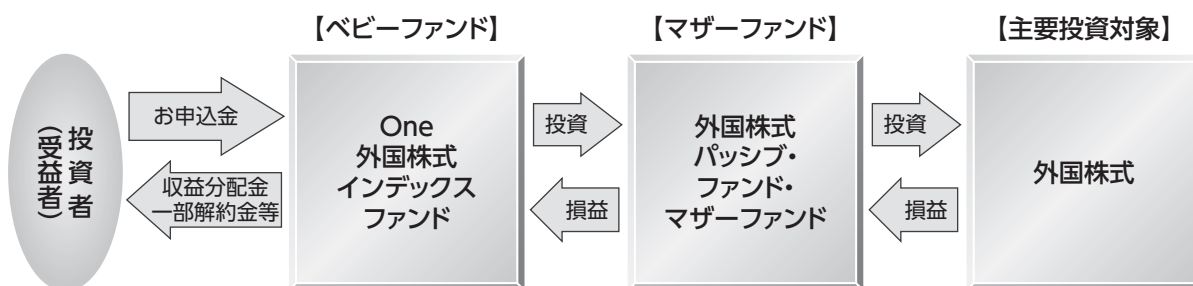 【ベビーファンド】
【マザーファンド】
【主要投資対象】
投資者
（受益者）
お申込金
収益分配金
一部解約金等
One
外国株式
インデックス
ファンド
投資
損益
外国株式
パッシブ・
ファンド・
マザーファンド
投資
損益
外国株式